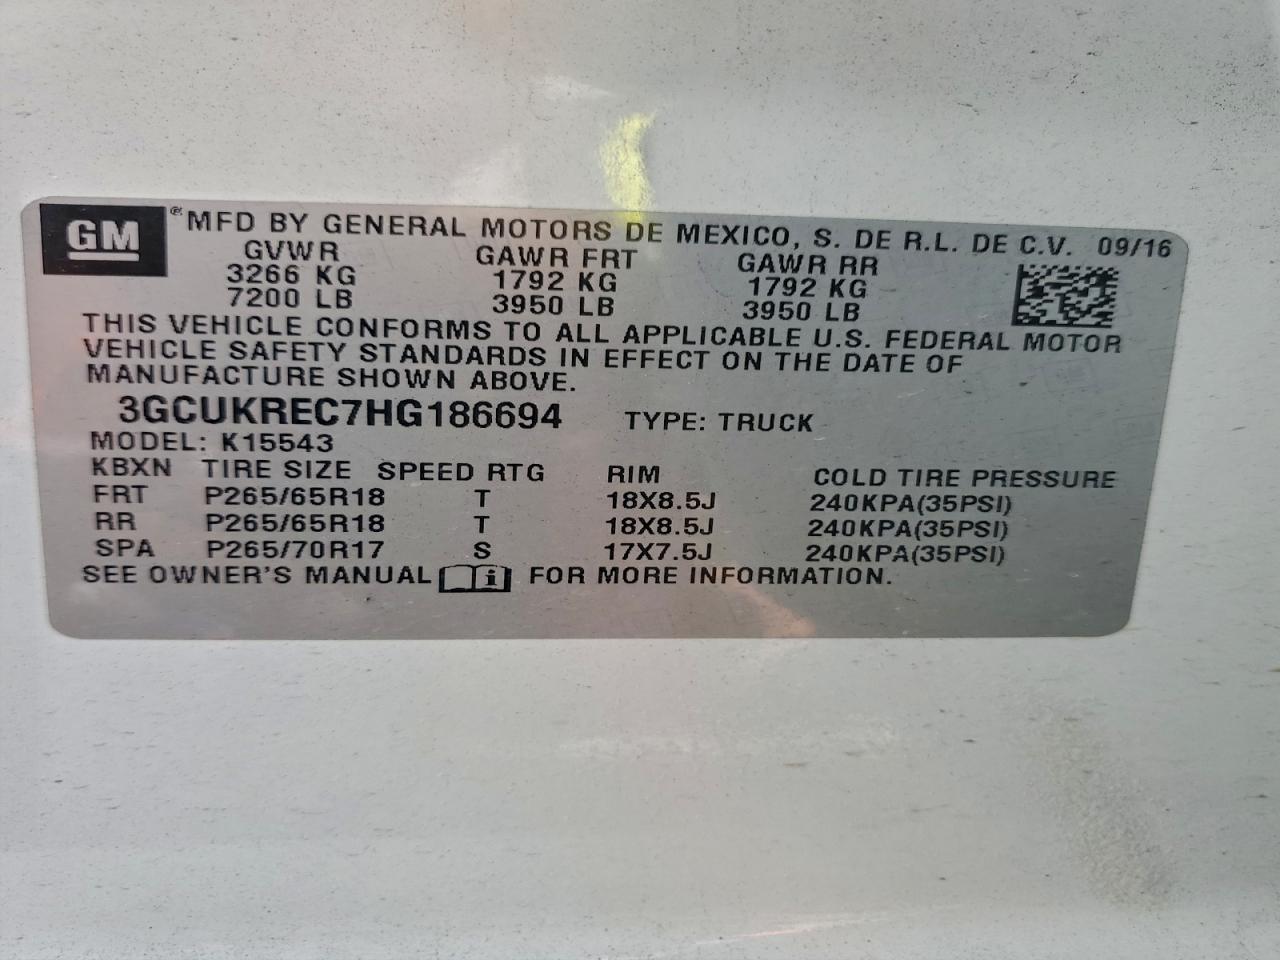 GM ® MFD BY GENERAL MOTORS DE MEXICO, S. DE R.L. DE C.V. 09/16
GVWR GAWR FRT GAWR RR
3266 KG 1792 KG 1792 KG
7200 LB 3950 LB 3950 LB
THIS VEHICLE CONFORMS TO ALL APPLICABLE U.S. FEDERAL MOTOR
VEHICLE SAFETY STANDARDS IN EFFECT ON THE DATE OF
MANUFACTURE SHOWN ABOVE.
3GCUKREC7HG186694 TYPE: TRUCK
MODEL: K15543
KBXN TIRE SIZE SPEED RTG RIM COLD TIRE PRESSURE
FRT P265/65R18 T 18X8.5J 240KPA(35PSI)
RR P265/65R18 T 18X8.5J 240KPA(35PSI)
SPA P265/70R17 S 17X7.5J 240KPA(35PSI)
SEE OWNER'S MANUAL i FOR MORE INFORMATION.